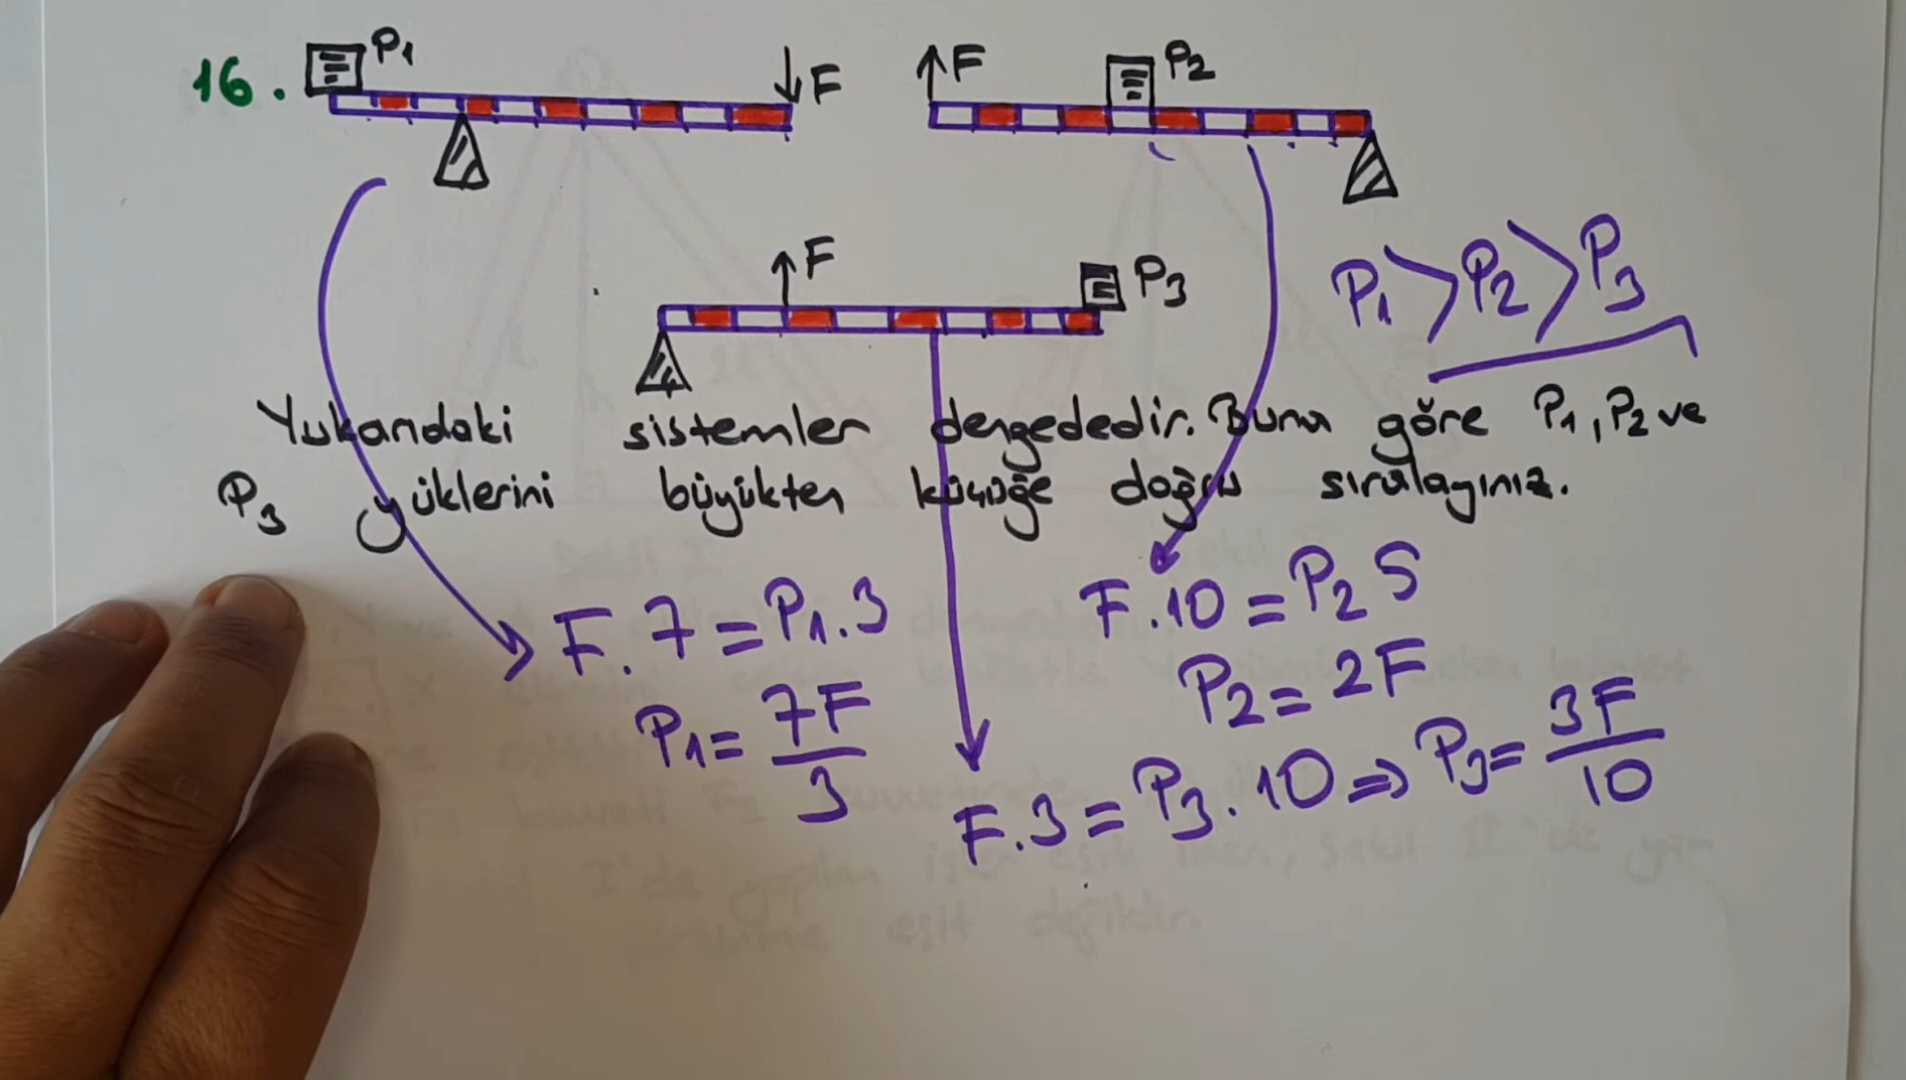 16. P1 F F P2
F P3
P1 > P2 > P3
Yukarıdaki sistemler dengededir. Buna göre P1, P2 ve
P3 yüklerini büyükten küçüğe doğru sıralayınız.
F.7 = P1.3
P1 = 7F/3
F.10 = P2 5
P2 = 2F
F.3 = P3.10 ⇒ P3 = 3F/10